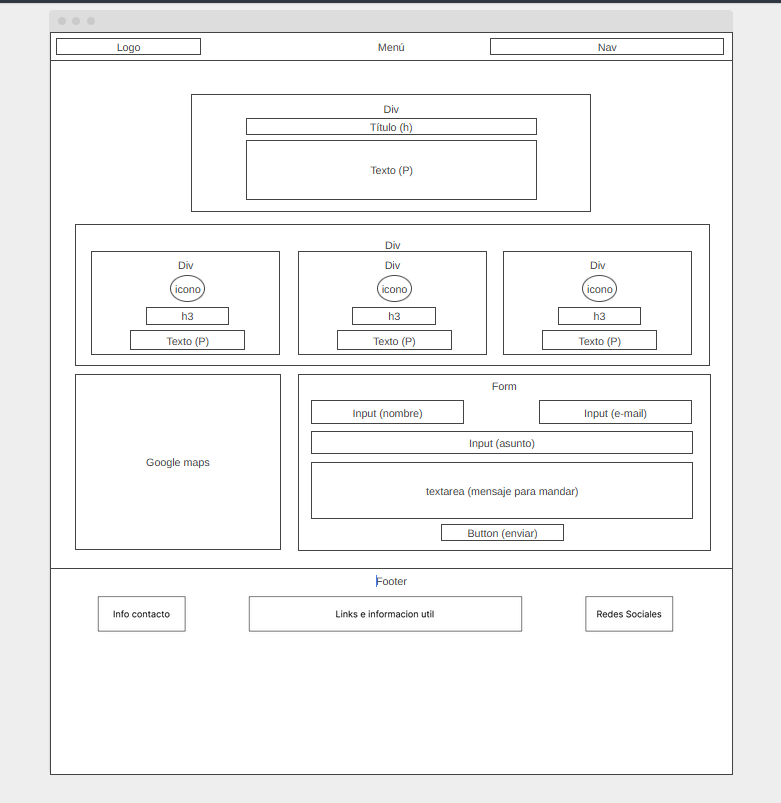 Logo
Menú
Nav
Div
Título (h)
Texto (P)
Div
Div
Div
Div
icono
icono
icono
h3
h3
h3
Texto (P)
Texto (P)
Texto (P)
Google maps
Form
Input (nombre)
Input (e-mail)
Input (asunto)
textarea (mensaje para mandar)
Button (enviar)
Footer
Info contacto
Links e informacion util
Redes Sociales